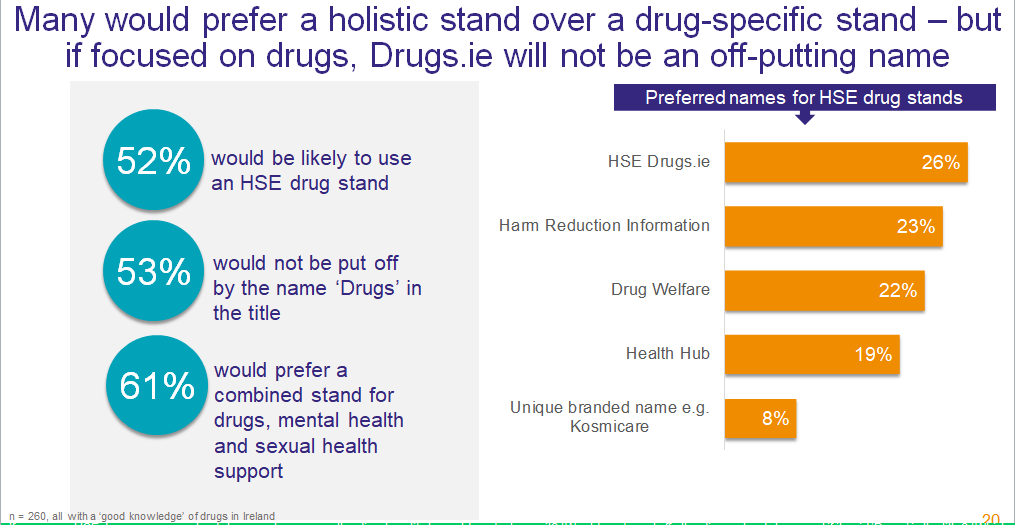 Many would prefer a holistic stand over a drug-specific stand – but
if focused on drugs, Drugs.ie will not be an off-putting name
52%
would be likely to use
an HSE drug stand
53%
would not be put off
by the name ‘Drugs’ in
the title
61%
would prefer a
combined stand for
drugs, mental health
and sexual health
support
Preferred names for HSE drug stands
HSE Drugs.ie
26%
Harm Reduction Information
23%
Drug Welfare
22%
Health Hub
19%
Unique branded name e.g.
Kosmicare
8%
n = 260, all with a ‘good knowledge’ of drugs in Ireland
20